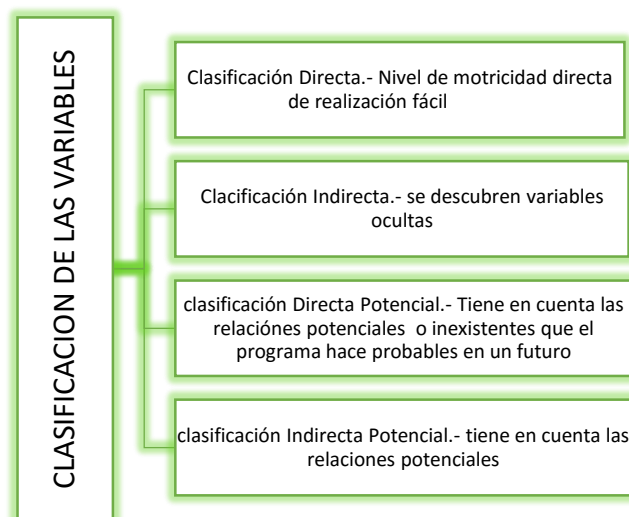 CLASIFICACION DE LAS VARIABLES
Clasificación Directa.- Nivel de motricidad directa
de realización fácil
Clacificación Indirecta.- se descubren variables
ocultas
clasificación Directa Potencial.- Tiene en cuenta las
relaciónes potenciales o inexistentes que el
programa hace probables en un futuro
clasificación Indirecta Potencial.- tiene en cuenta las
relaciones potenciales